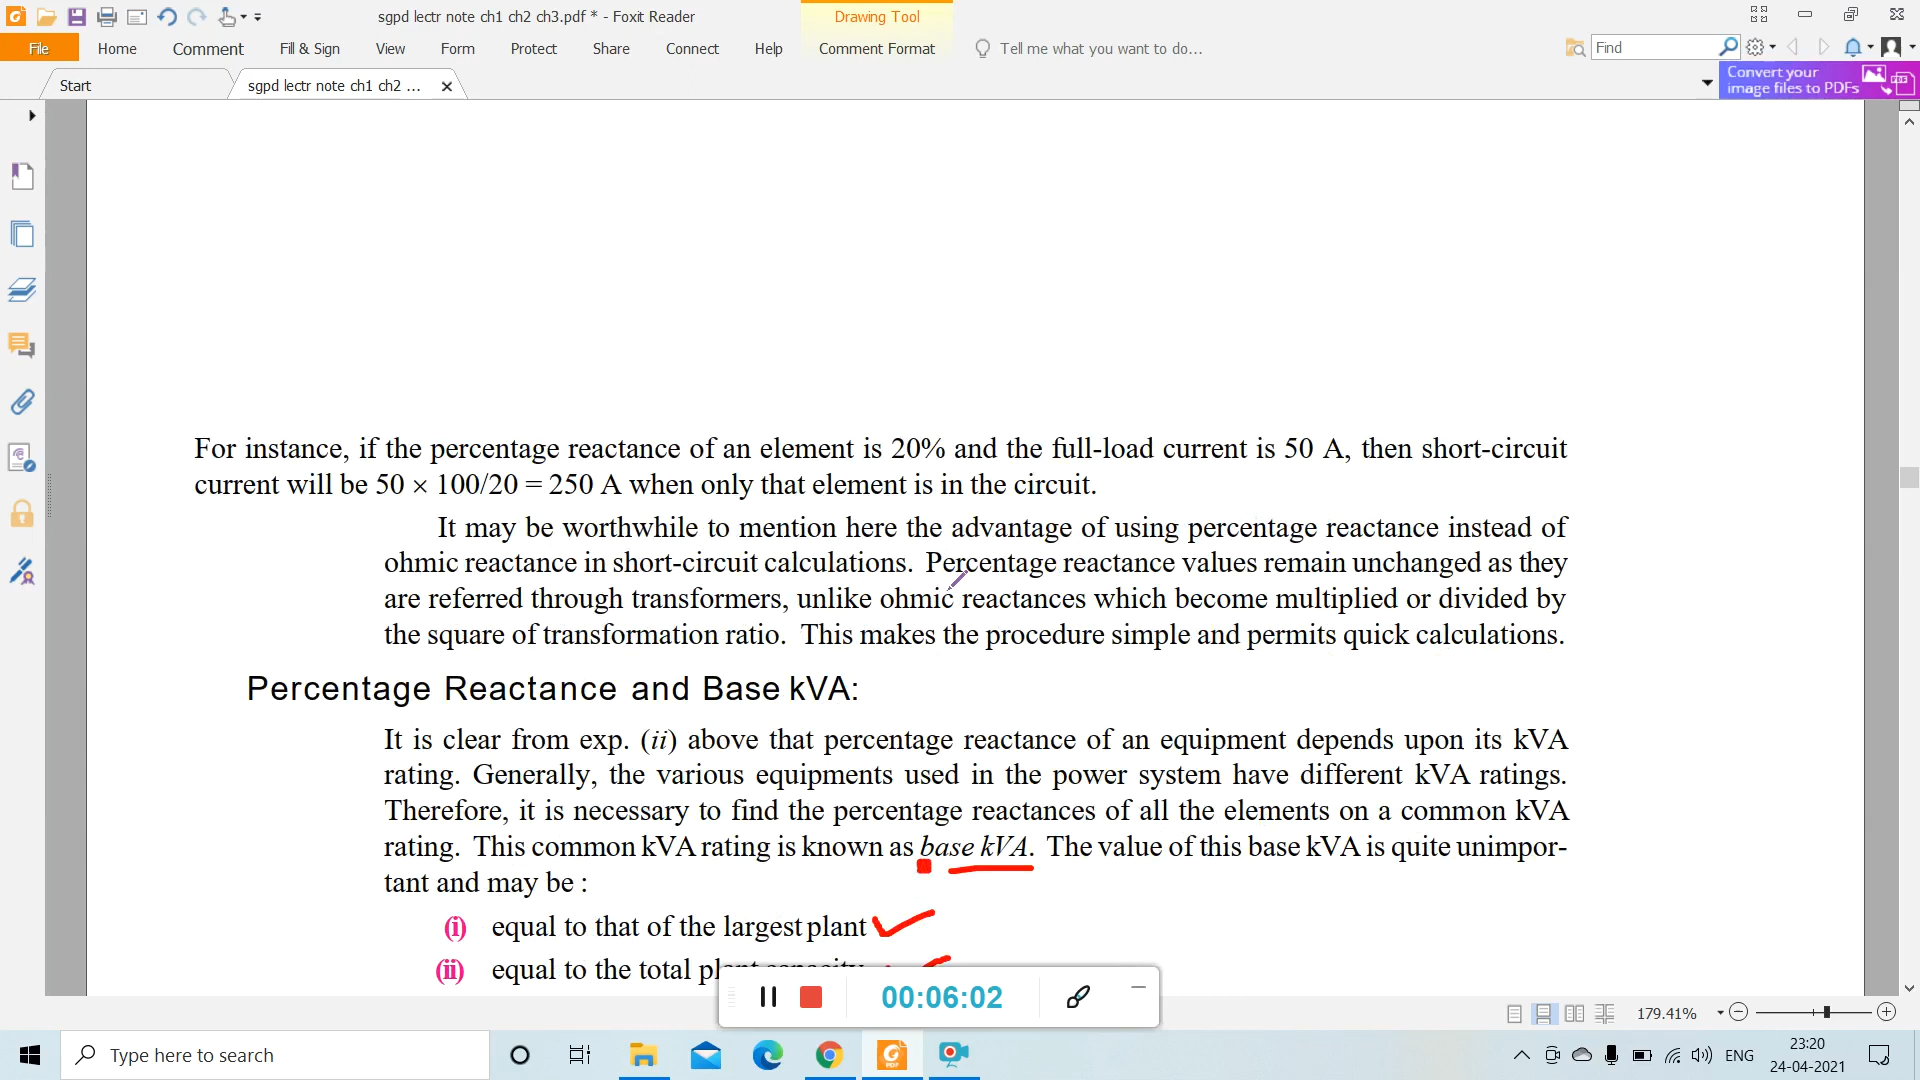 sgpd lectr note ch1 ch2 ch3.pdf * - Foxit Reader
Drawing Tool
File Home Comment Fill & Sign View Form Protect Share Connect Help Comment Format Tell me what you want to do... Find
Start sgpd lectr note ch1 ch2 ...
Convert your
image files to PDFs
For instance, if the percentage reactance of an element is 20% and the full-load current is 50 A, then short-circuit
current will be 50 × 100/20 = 250 A when only that element is in the circuit.
It may be worthwhile to mention here the advantage of using percentage reactance instead of
ohmic reactance in short-circuit calculations. Percentage reactance values remain unchanged as they
are referred through transformers, unlike ohmic reactances which become multiplied or divided by
the square of transformation ratio. This makes the procedure simple and permits quick calculations.
Percentage Reactance and Base kVA:
It is clear from exp. (ii) above that percentage reactance of an equipment depends upon its kVA
rating. Generally, the various equipments used in the power system have different kVA ratings.
Therefore, it is necessary to find the percentage reactances of all the elements on a common kVA
rating. This common kVA rating is known as base kVA. The value of this base kVA is quite unimpor-
tant and may be :
(i) equal to that of the largest plant
(ii) equal to the total plant capacity
00:06:02
179.41%
Type here to search
ENG
23:20
24-04-2021